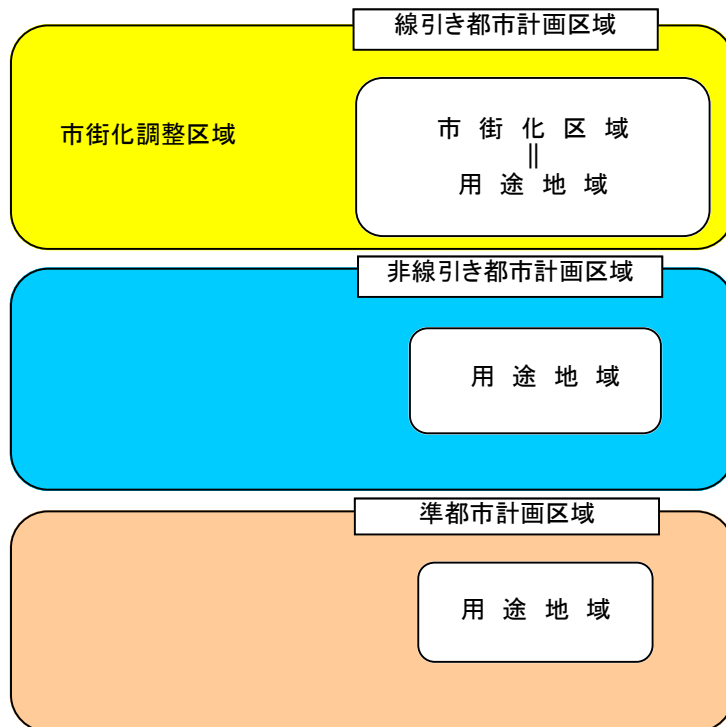 線引き都市計画区域
市街化調整区域
市街化区域
||
用途地域
非線引き都市計画区域
用途地域
準都市計画区域
用途地域